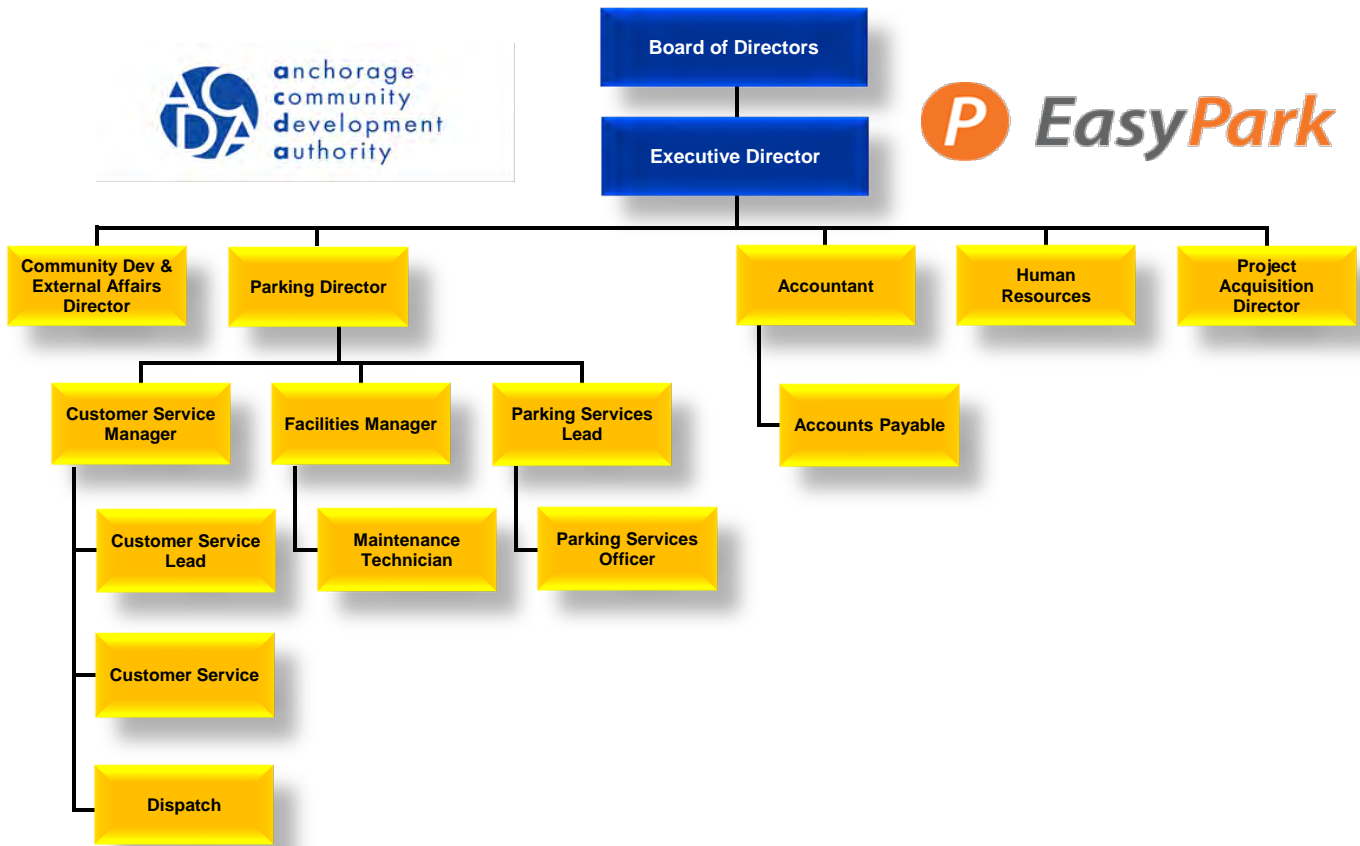 Board of Directors
ACDA
anchorage
community
development
authority
P EasyPark
Executive Director
Community Dev &
External Affairs
Director
Parking Director
Accountant
Human
Resources
Project
Acquisition
Director
Customer Service
Manager
Facilities Manager
Parking Services
Lead
Accounts Payable
Customer Service
Lead
Maintenance
Technician
Parking Services
Officer
Customer Service
Dispatch